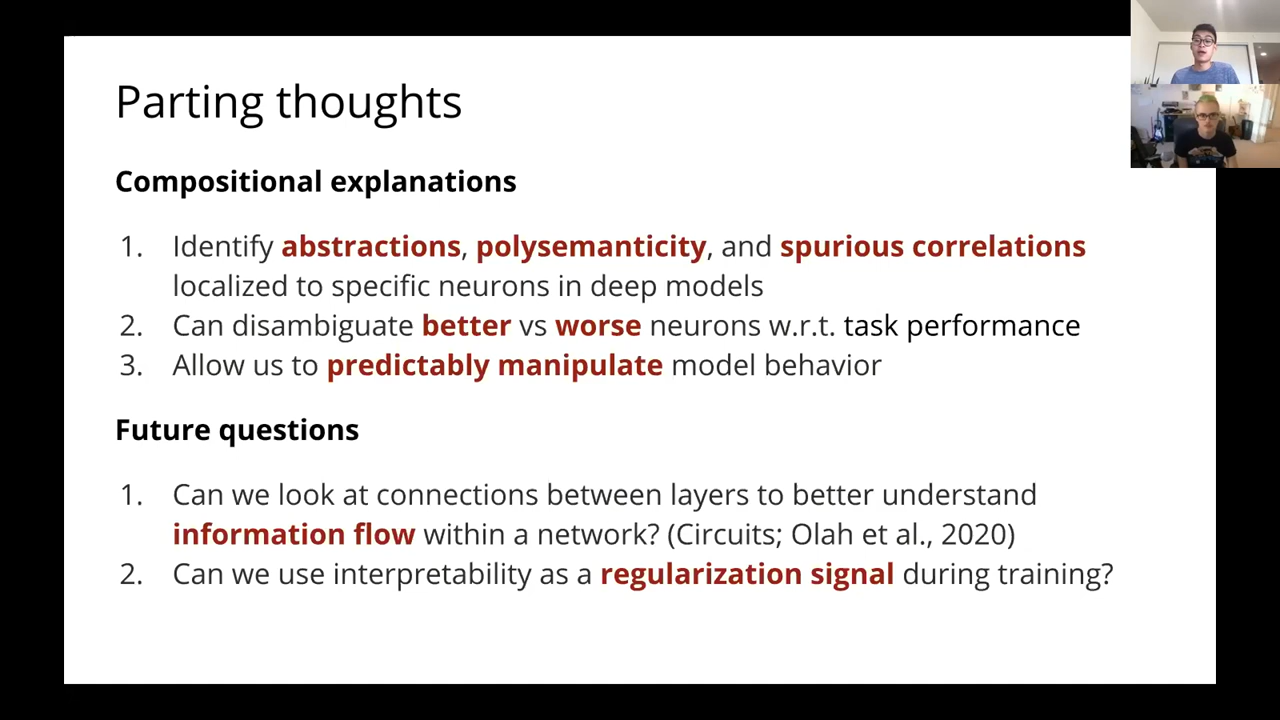 Parting thoughts
Compositional explanations
1. Identify abstractions, polysemanticity, and spurious correlations
localized to specific neurons in deep models
2. Can disambiguate better vs worse neurons w.r.t. task performance
3. Allow us to predictably manipulate model behavior
Future questions
1. Can we look at connections between layers to better understand
information flow within a network? (Circuits; Olah et al., 2020)
2. Can we use interpretability as a regularization signal during training?